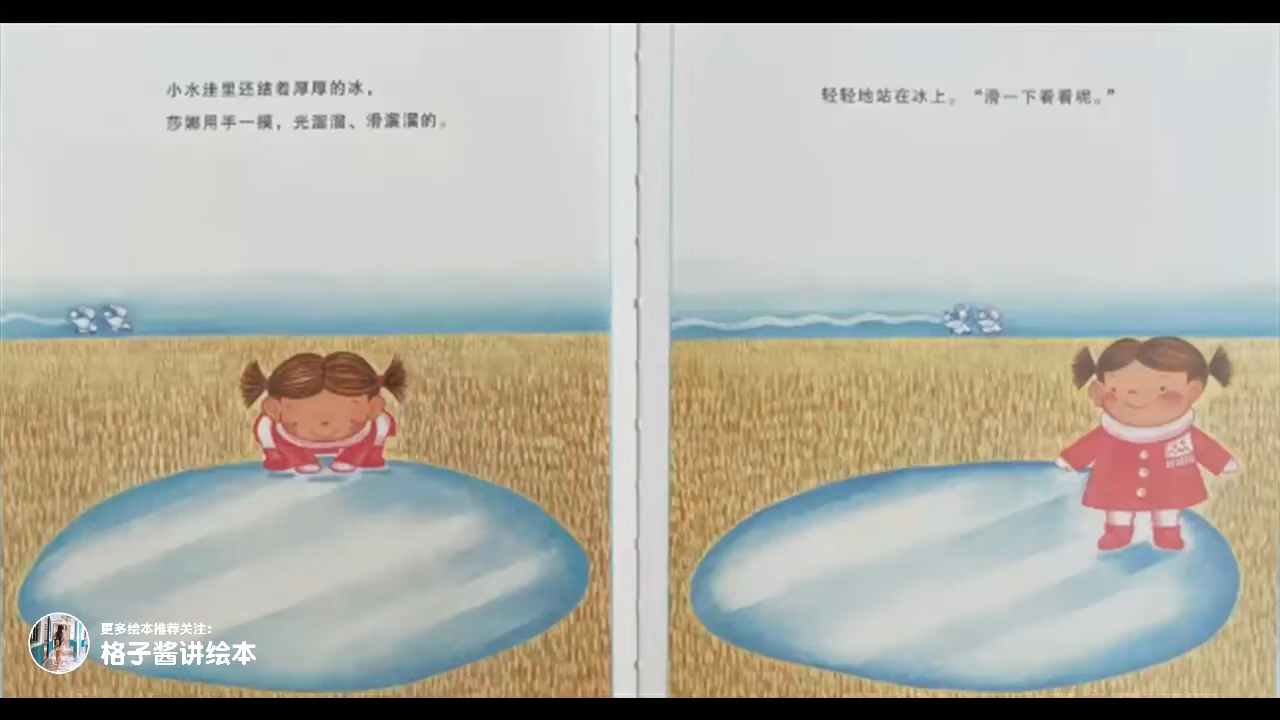 小水洼里还结着厚厚的冰，
莎娜用手一摸，光溜溜、滑溜溜的。
轻轻地站在冰上。“滑一下看看呢。”
更多绘本推荐关注：
格子酱讲绘本